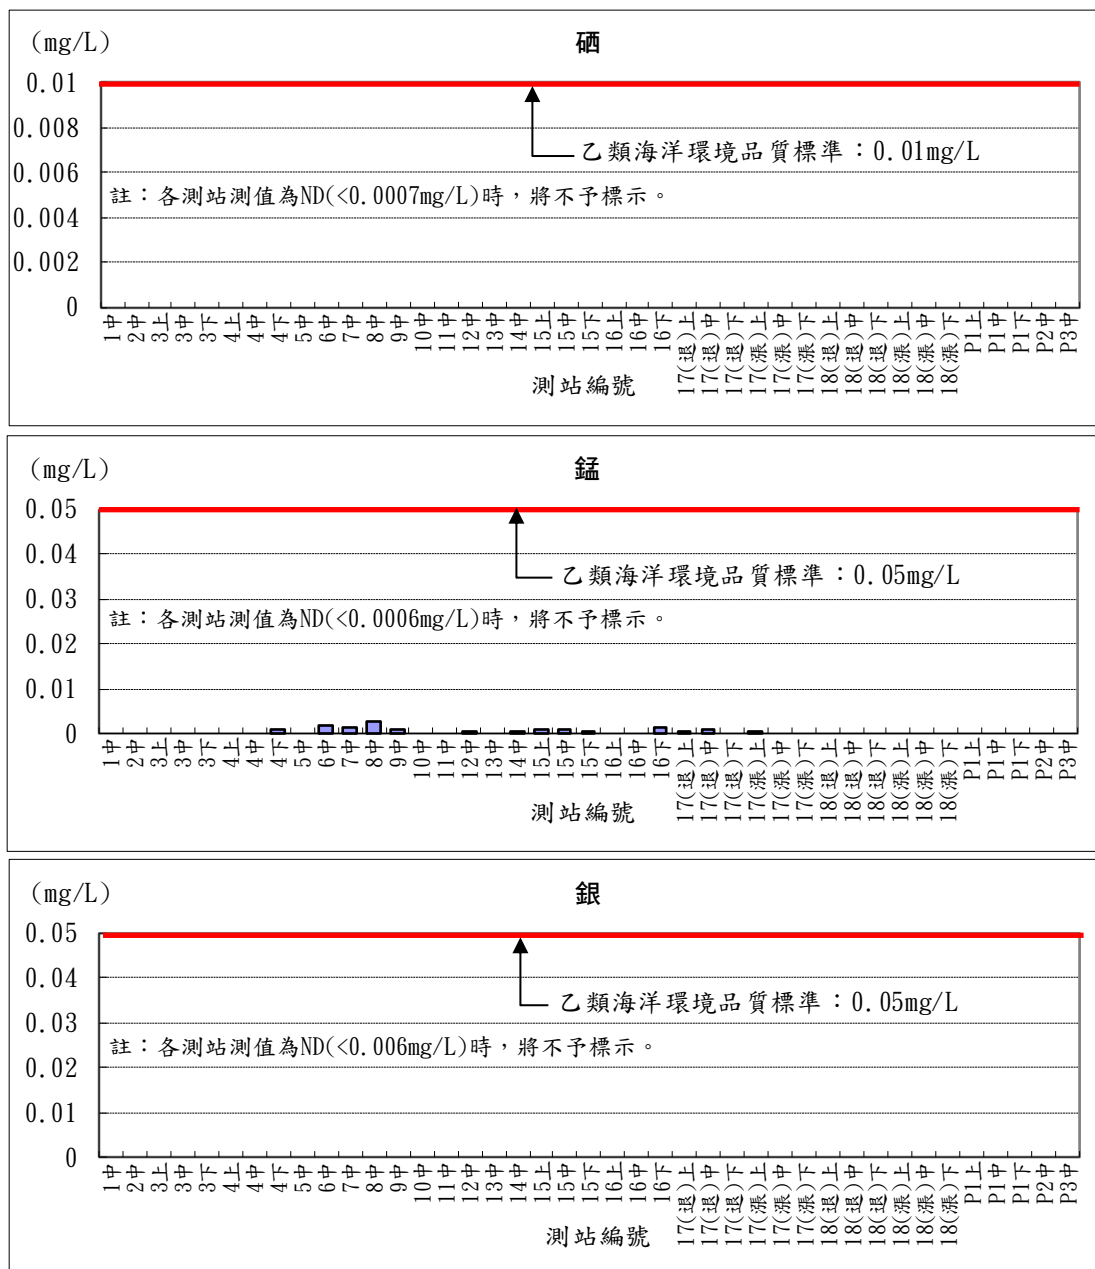 (mg/L)
硒
0.01
0.008
0.006
0.004
0.002
0
乙類海洋環境品質標準：0.01mg/L
註：各測站測值為ND(<0.0007mg/L)時，將不予標示。
1中
2中
3上
3中
3下
4上
4中
4下
5中
6中
7中
8中
9中
10中
11中
12中
13中
14中
15上
15中
15下
16上
16中
16下
17(退)上
17(退)中
17(退)下
17(漲)上
17(漲)中
17(漲)下
18(退)上
18(退)中
18(退)下
18(漲)上
18(漲)中
18(漲)下
P1上
P1中
P1下
P2中
P3中
測站編號
(mg/L)
錳
0.05
0.04
0.03
0.02
0.01
0
乙類海洋環境品質標準：0.05mg/L
註：各測站測值為ND(<0.0006mg/L)時，將不予標示。
1中
2中
3上
3中
3下
4上
4中
4下
5中
6中
7中
8中
9中
10中
11中
12中
13中
14中
15上
15中
15下
16上
16中
16下
17(退)上
17(退)中
17(退)下
17(漲)上
17(漲)中
17(漲)下
18(退)上
18(退)中
18(退)下
18(漲)上
18(漲)中
18(漲)下
P1上
P1中
P1下
P2中
P3中
測站編號
(mg/L)
銀
0.05
0.04
0.03
0.02
0.01
0
乙類海洋環境品質標準：0.05mg/L
註：各測站測值為ND(<0.006mg/L)時，將不予標示。
1中
2中
3上
3中
3下
4上
4中
4下
5中
6中
7中
8中
9中
10中
11中
12中
13中
14中
15上
15中
15下
16上
16中
16下
17(退)上
17(退)中
17(退)下
17(漲)上
17(漲)中
17(漲)下
18(退)上
18(退)中
18(退)下
18(漲)上
18(漲)中
18(漲)下
P1上
P1中
P1下
P2中
P3中
測站編號